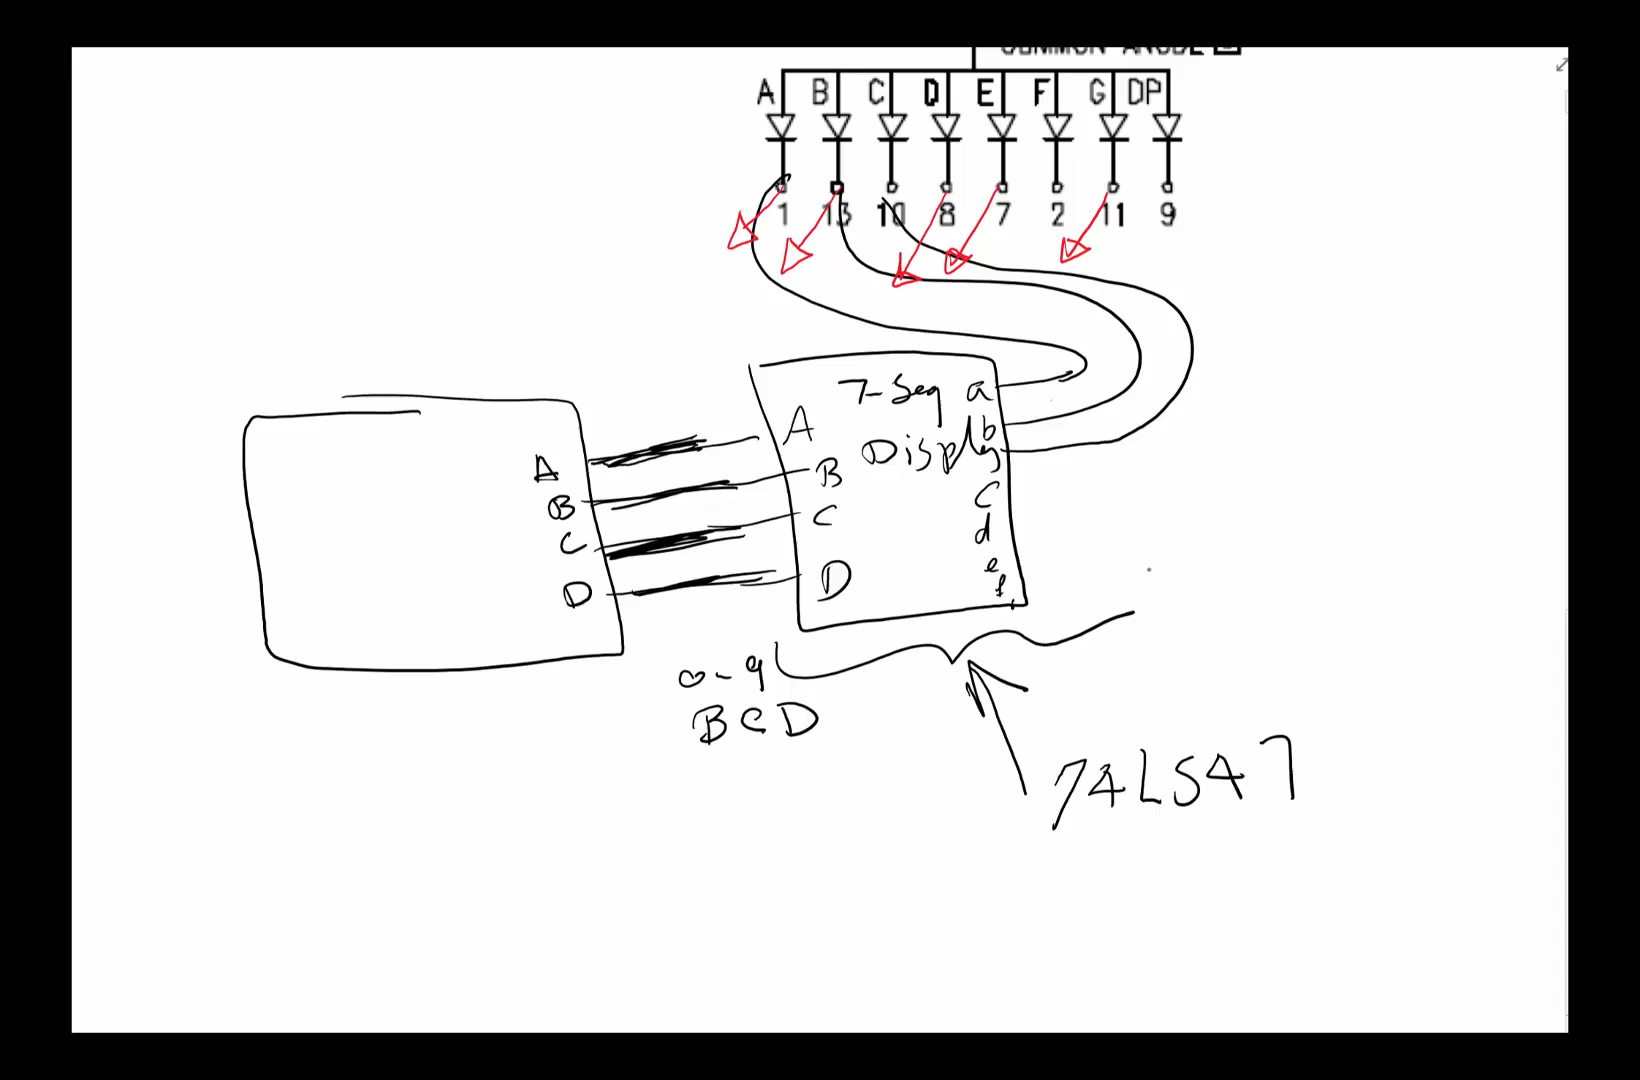 COMMON ANODE
A B C D E F G DP
1 13 10 8 7 2 11 9
7-Seg a
Display b
A
B
C
D
c
d
e
f
A
B
C
D
0-9
BCD
74LS47